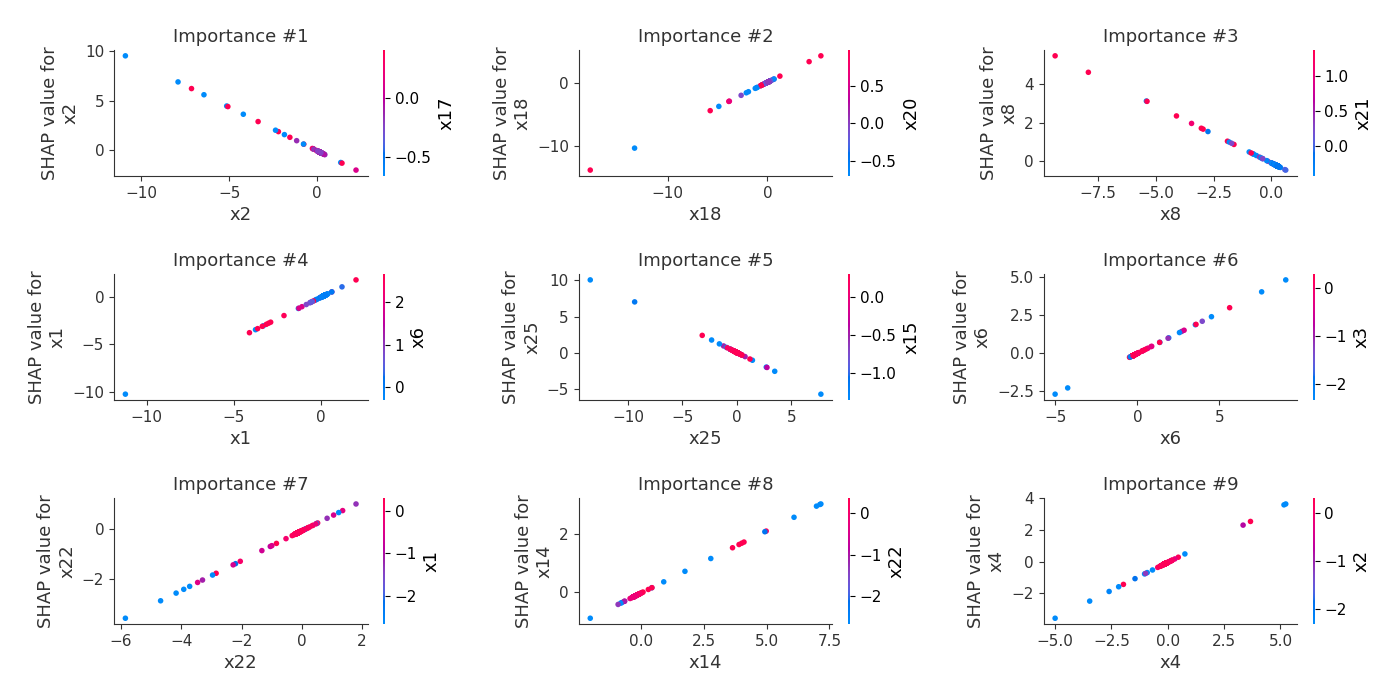 Importance #1
SHAP value for
x2
10
5
0
−10
−5
0
x2
0.0
−0.5
x17
Importance #2
SHAP value for
x18
0
−10
−10
0
x18
0.5
0.0
−0.5
x20
Importance #3
SHAP value for
x8
4
2
0
−7.5
−5.0
−2.5
0.0
x8
1.0
0.5
0.0
x21
Importance #4
SHAP value for
x1
0
−5
−10
−10
−5
0
x1
2
1
0
x6
Importance #5
SHAP value for
x25
10
5
0
−5
−10
−5
0
5
x25
0.0
−0.5
−1.0
x15
Importance #6
SHAP value for
x6
5.0
2.5
0.0
−2.5
−5
0
5
x6
0
−1
−2
x3
Importance #7
SHAP value for
x22
0
−2
−6
−4
−2
0
2
x22
0
−1
−2
x1
Importance #8
SHAP value for
x14
2
0
0.0
2.5
5.0
7.5
x14
0
−1
−2
x22
Importance #9
SHAP value for
x4
4
2
0
−2
−5.0
−2.5
0.0
2.5
5.0
x4
0
−1
−2
x2